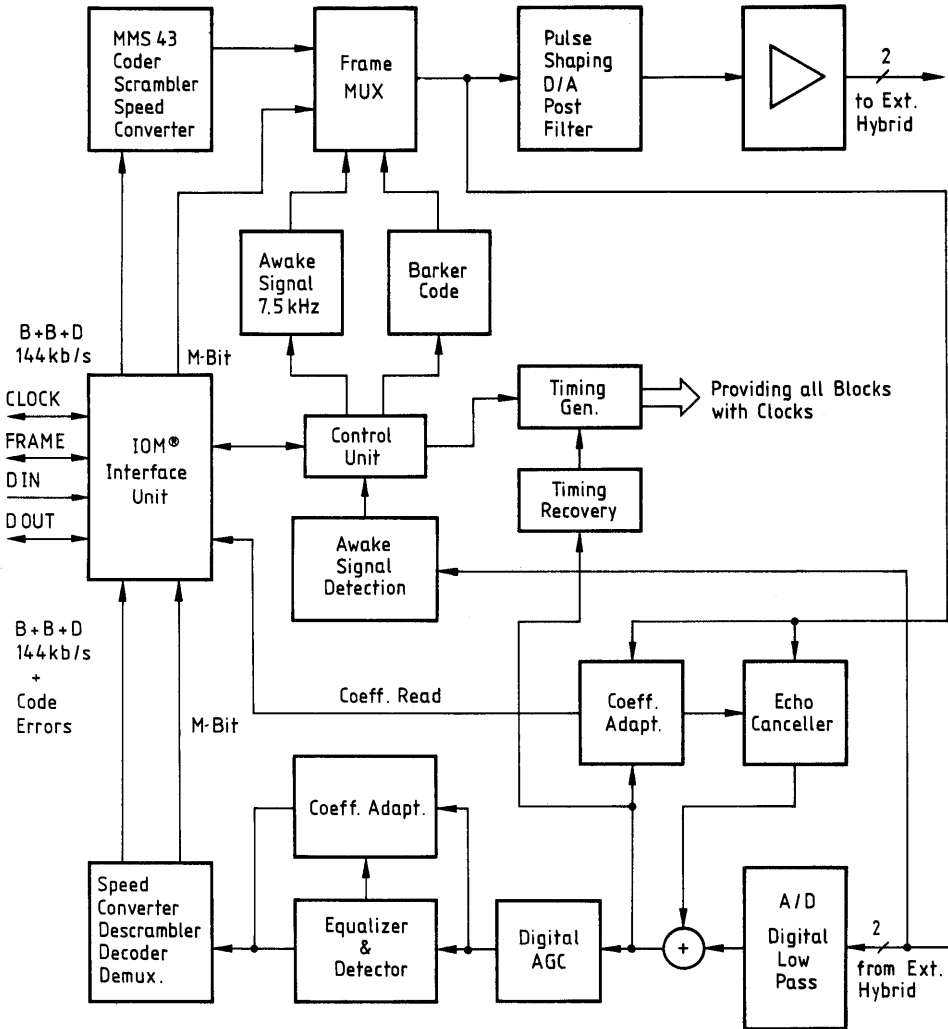 MMS 43
Coder
Scrambler
Speed
Converter
Frame
MUX
Pulse
Shaping
D/A
Post
Filter
2
to Ext.
Hybrid
Awake
Signal
7,5 kHz
Barker
Code
B+B+D
144kb/s
M-Bit
CLOCK
FRAME
D IN
D OUT
IOM®
Interface
Unit
Control
Unit
Timing
Gen.
Providing all Blocks
with Clocks
Timing
Recovery
Awake
Signal
Detection
B+B+D
144kb/s
+
Code
Errors
M-Bit
Coeff. Read
Coeff.
Adapt.
Echo
Canceller
Coeff. Adapt.
Speed
Converter
Descrambler
Decoder
Demux.
Equalizer
&
Detector
Digital
AGC
+
A/D
Digital
Low
Pass
2
from Ext.
Hybrid